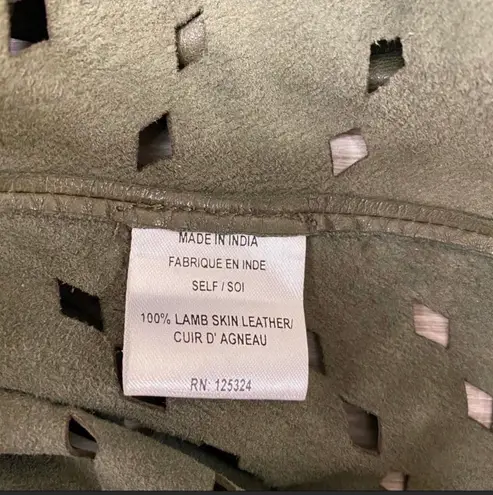 MADE IN INDIA
FABRIQUE EN INDE
SELF / SOI
100% LAMB SKIN LEATHER/
CUIR D' AGNEAU
RN: 125324